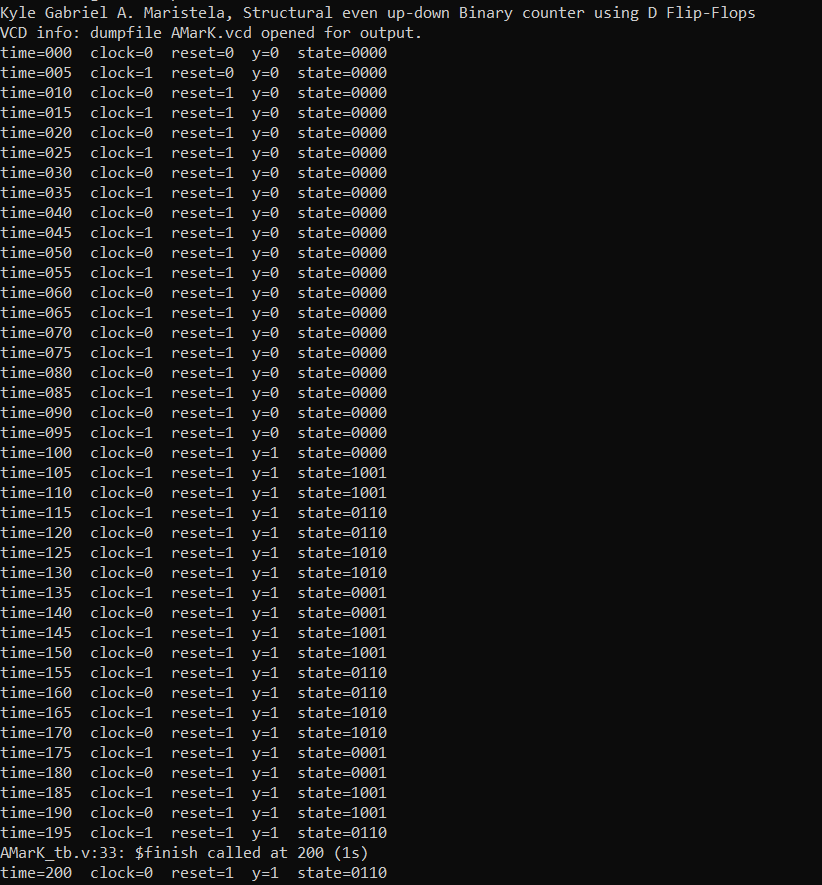 Kyle Gabriel A. Maristela, Structural even up-down Binary counter using D Flip-Flops
VCD info: dumpfile AMarK.vcd opened for output.
time=000  clock=0  reset=0  y=0  state=0000
time=005  clock=1  reset=0  y=0  state=0000
time=010  clock=0  reset=1  y=0  state=0000
time=015  clock=1  reset=1  y=0  state=0000
time=020  clock=0  reset=1  y=0  state=0000
time=025  clock=1  reset=1  y=0  state=0000
time=030  clock=0  reset=1  y=0  state=0000
time=035  clock=1  reset=1  y=0  state=0000
time=040  clock=0  reset=1  y=0  state=0000
time=045  clock=1  reset=1  y=0  state=0000
time=050  clock=0  reset=1  y=0  state=0000
time=055  clock=1  reset=1  y=0  state=0000
time=060  clock=0  reset=1  y=0  state=0000
time=065  clock=1  reset=1  y=0  state=0000
time=070  clock=0  reset=1  y=0  state=0000
time=075  clock=1  reset=1  y=0  state=0000
time=080  clock=0  reset=1  y=0  state=0000
time=085  clock=1  reset=1  y=0  state=0000
time=090  clock=0  reset=1  y=0  state=0000
time=095  clock=1  reset=1  y=0  state=0000
time=100  clock=0  reset=1  y=1  state=0000
time=105  clock=1  reset=1  y=1  state=1001
time=110  clock=0  reset=1  y=1  state=1001
time=115  clock=1  reset=1  y=1  state=0110
time=120  clock=0  reset=1  y=1  state=0110
time=125  clock=1  reset=1  y=1  state=1010
time=130  clock=0  reset=1  y=1  state=1010
time=135  clock=1  reset=1  y=1  state=0001
time=140  clock=0  reset=1  y=1  state=0001
time=145  clock=1  reset=1  y=1  state=1001
time=150  clock=0  reset=1  y=1  state=1001
time=155  clock=1  reset=1  y=1  state=0110
time=160  clock=0  reset=1  y=1  state=0110
time=165  clock=1  reset=1  y=1  state=1010
time=170  clock=0  reset=1  y=1  state=1010
time=175  clock=1  reset=1  y=1  state=0001
time=180  clock=0  reset=1  y=1  state=0001
time=185  clock=1  reset=1  y=1  state=1001
time=190  clock=0  reset=1  y=1  state=1001
time=195  clock=1  reset=1  y=1  state=0110
AMarK_tb.v:33: $finish called at 200 (1s)
time=200  clock=0  reset=1  y=1  state=0110